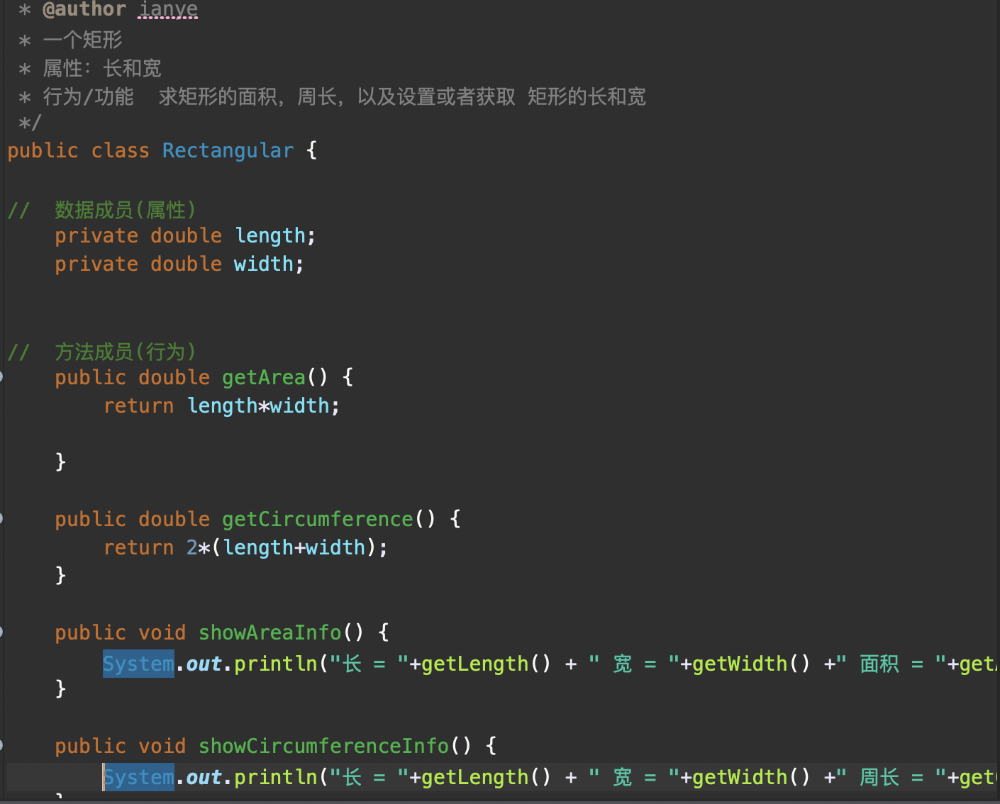 * @author ianye
* 一个矩形
* 属性：长和宽
* 行为/功能  求矩形的面积，周长，以及设置或者获取 矩形的长和宽
*/
public class Rectangular {
//  数据成员(属性)
private double length;
private double width;
//  方法成员(行为)
public double getArea() {
return length*width;
}
public double getCircumference() {
return 2*(length+width);
}
public void showAreaInfo() {
System.out.println("长 = "+getLength() + " 宽 = "+getWidth() +" 面积 = "+get
}
public void showCircumferenceInfo() {
System.out.println("长 = "+getLength() + " 宽 = "+getWidth() +" 周长 = "+get
}